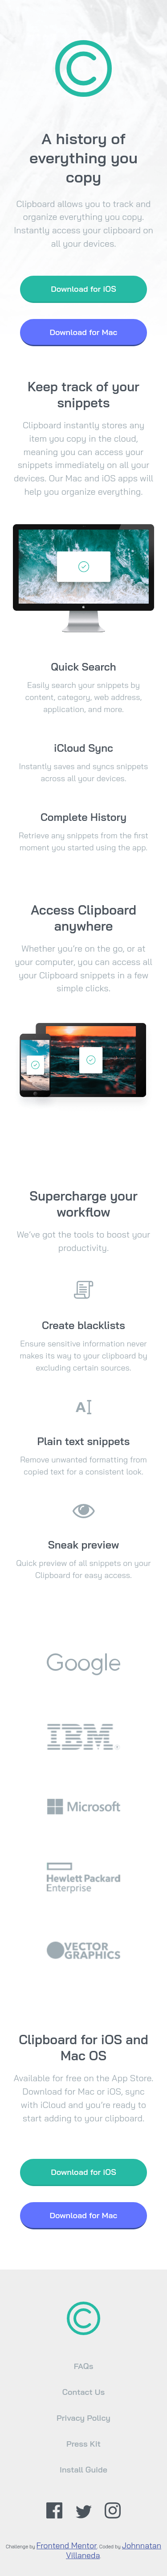 A history of
everything you
copy
Clipboard allows you to track and
organize everything you copy.
Instantly access your clipboard on
all your devices.
Download for iOS
Download for Mac
Keep track of your
snippets
Clipboard instantly stores any
item you copy in the cloud,
meaning you can access your
snippets immediately on all your
devices. Our Mac and iOS apps will
help you organize everything.
Quick Search
Easily search your snippets by
content, category, web address,
application, and more.
iCloud Sync
Instantly saves and syncs snippets
across all your devices.
Complete History
Retrieve any snippets from the first
moment you started using the app.
Access Clipboard
anywhere
Whether you're on the go, or at
your computer, you can access all
your Clipboard snippets in a few
simple clicks.
Supercharge your
workflow
We've got the tools to boost your
productivity.
Create blacklists
Ensure sensitive information never
makes its way to your clipboard by
excluding certain sources.
A
Plain text snippets
Remove unwanted formatting from
copied text for a consistent look.
Sneak preview
Quick preview of all snippets on your
Clipboard for easy access.
Google
IBM
Microsoft
Hewlett Packard
Enterprise
VECTOR
GRAPHICS
Clipboard for iOS and
Mac OS
Available for free on the App Store.
Download for Mac or iOS, sync
with iCloud and you're ready to
start adding to your clipboard.
Download for iOS
Download for Mac
FAQs
Contact Us
Privacy Policy
Press Kit
Install Guide
Challenge by Frontend Mentor. Coded by Johnnatan
Villaneda.